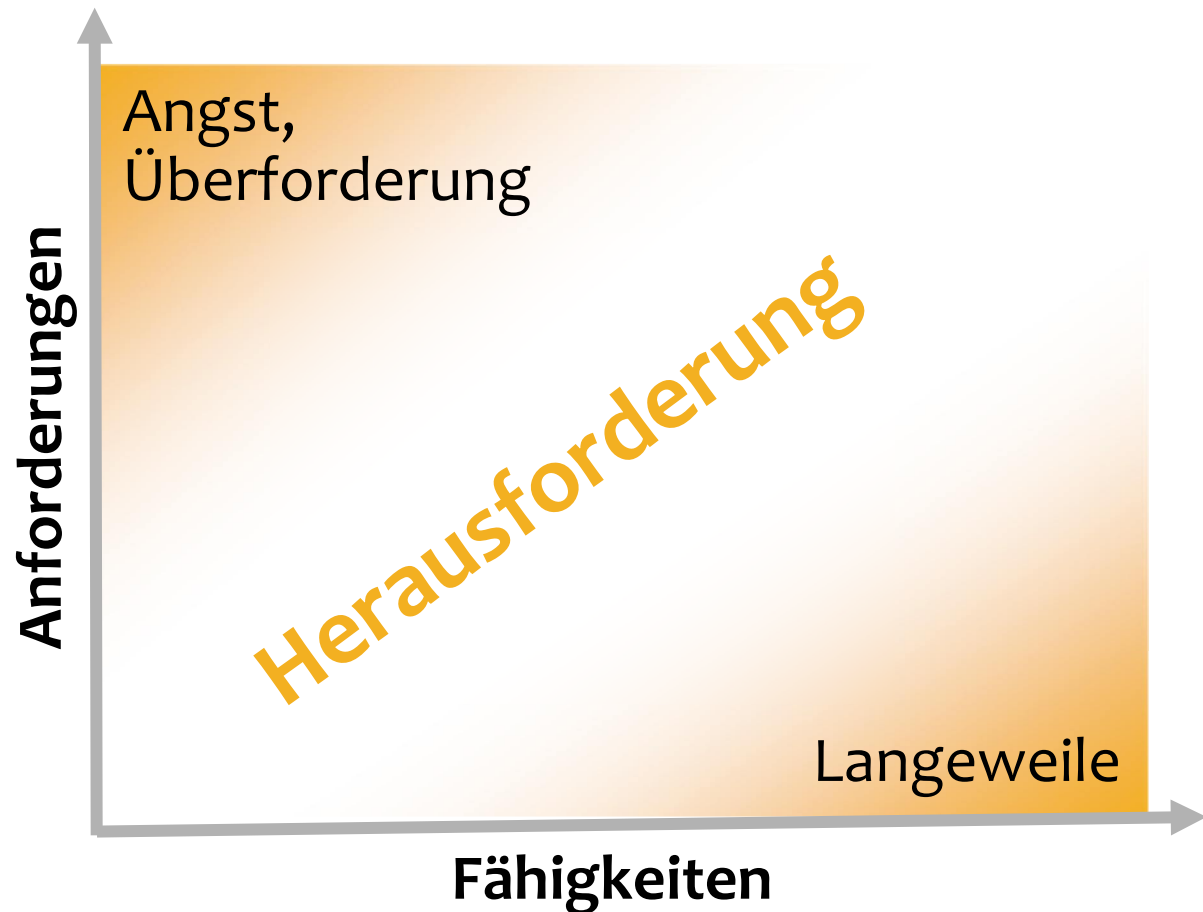 Angst,
Überforderung
Anforderungen
Herausforderung
Langeweile
Fähigkeiten